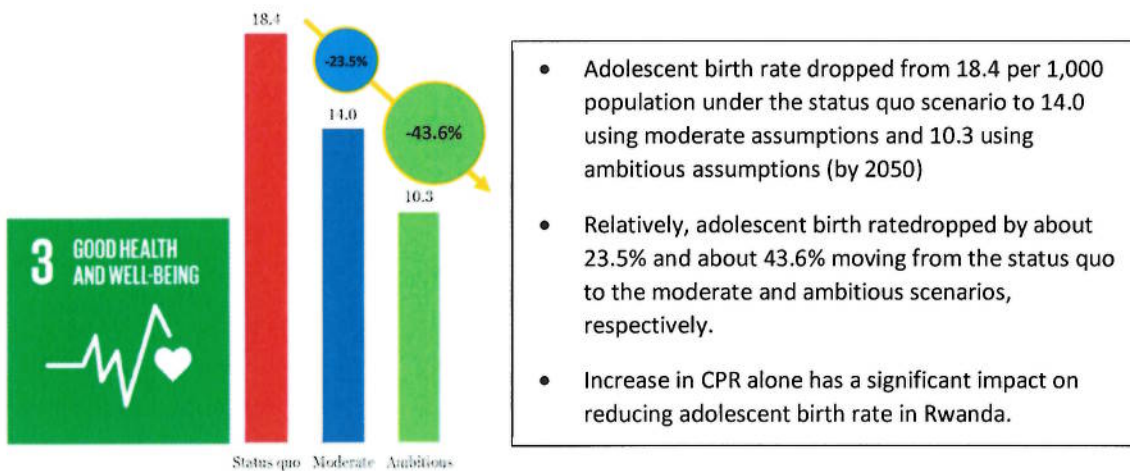 18.4
-23.5%
14.0
-43.6%
10.3
3 GOOD HEALTH
AND WELL-BEING
Status quo Moderate Ambitious
• Adolescent birth rate dropped from 18.4 per 1,000
population under the status quo scenario to 14.0
using moderate assumptions and 10.3 using
ambitious assumptions (by 2050)
• Relatively, adolescent birth ratedropped by about
23.5% and about 43.6% moving from the status quo
to the moderate and ambitious scenarios,
respectively.
• Increase in CPR alone has a significant impact on
reducing adolescent birth rate in Rwanda.